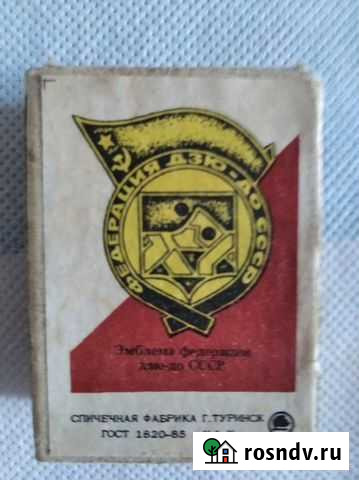 ФЕДЕРАЦИЯ ДЗЮ-ДО СССР
Эмблема федерации
дзю-до СССР
СПИЧЕЧНАЯ ФАБРИКА Г. ТУРИНСК
ГОСТ 1820-85
rosndv.ru